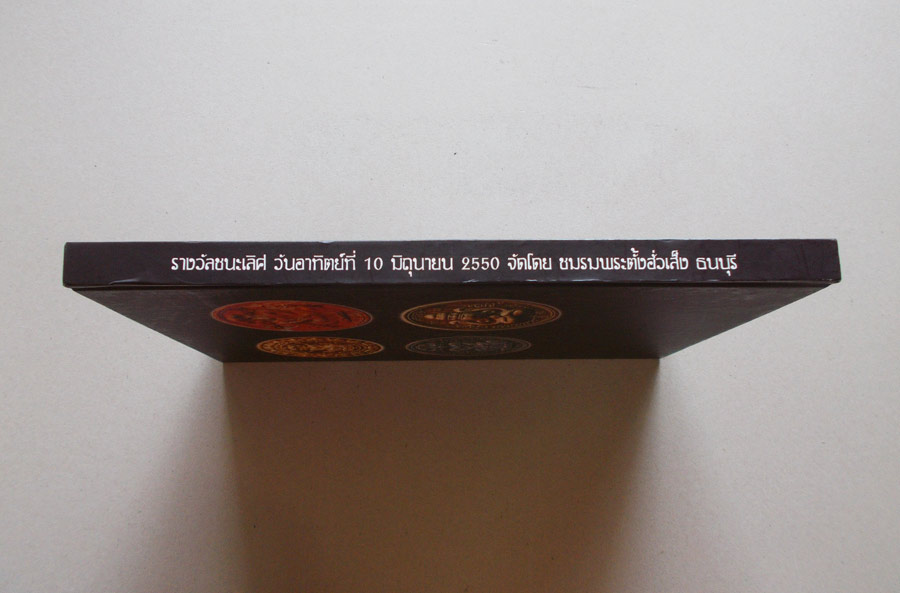 รางวัลชนะเลิศ วันอาทิตย์ที่ 10 มิถุนายน 2550 จัดโดย ชมรมพระตั้งฮั่วเส็ง ธนบุรี